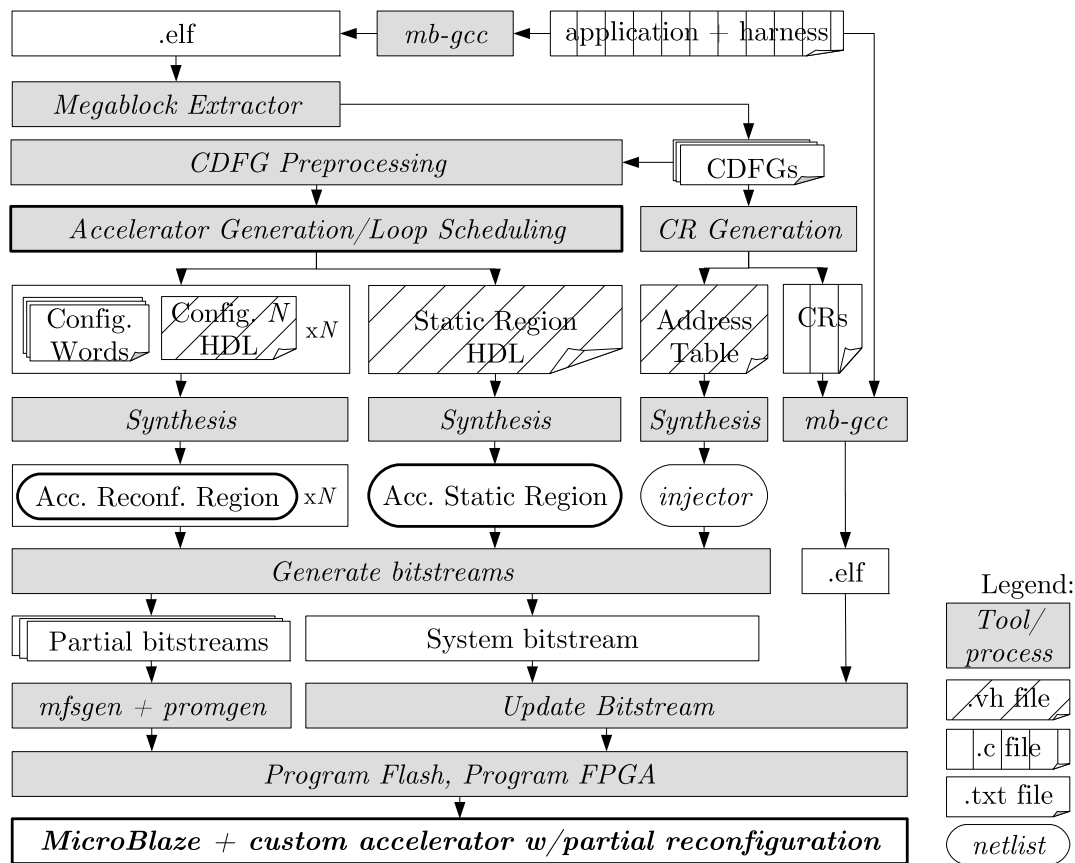 .elf
mb-gcc
application + harness
Megablock Extractor
CDFG Preprocessing
CDFGs
Accelerator Generation/Loop Scheduling
CR Generation
Config.
Words
Config. N
HDL
xN
Static Region
HDL
Address
Table
CRs
Synthesis
Synthesis
Synthesis
mb-gcc
Acc. Reconf. Region
xN
Acc. Static Region
injector
Generate bitstreams
.elf
Partial bitstreams
System bitstream
mfsgen + promgen
Update Bitstream
Program Flash, Program FPGA
MicroBlaze + custom accelerator w/partial reconfiguration
Legend:
Tool/
process
.vh file
.c file
.txt file
netlist